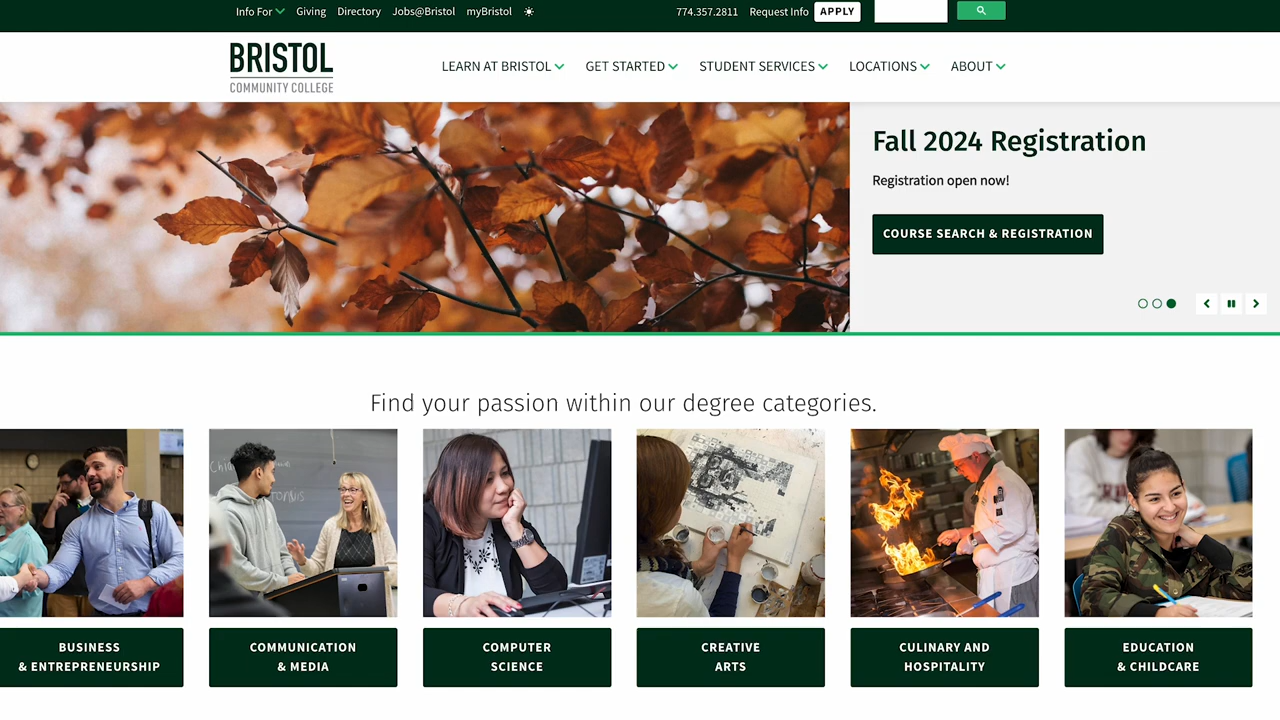 Info For Giving Directory Jobs@Bristol myBristol 774.357.2811 Request Info APPLY
BRISTOL
COMMUNITY COLLEGE
LEARN AT BRISTOL GET STARTED STUDENT SERVICES LOCATIONS ABOUT
Fall 2024 Registration
Registration open now!
COURSE SEARCH & REGISTRATION
Find your passion within our degree categories.
BUSINESS
& ENTREPRENEURSHIP
COMMUNICATION
& MEDIA
COMPUTER
SCIENCE
CREATIVE
ARTS
CULINARY AND
HOSPITALITY
EDUCATION
& CHILDCARE